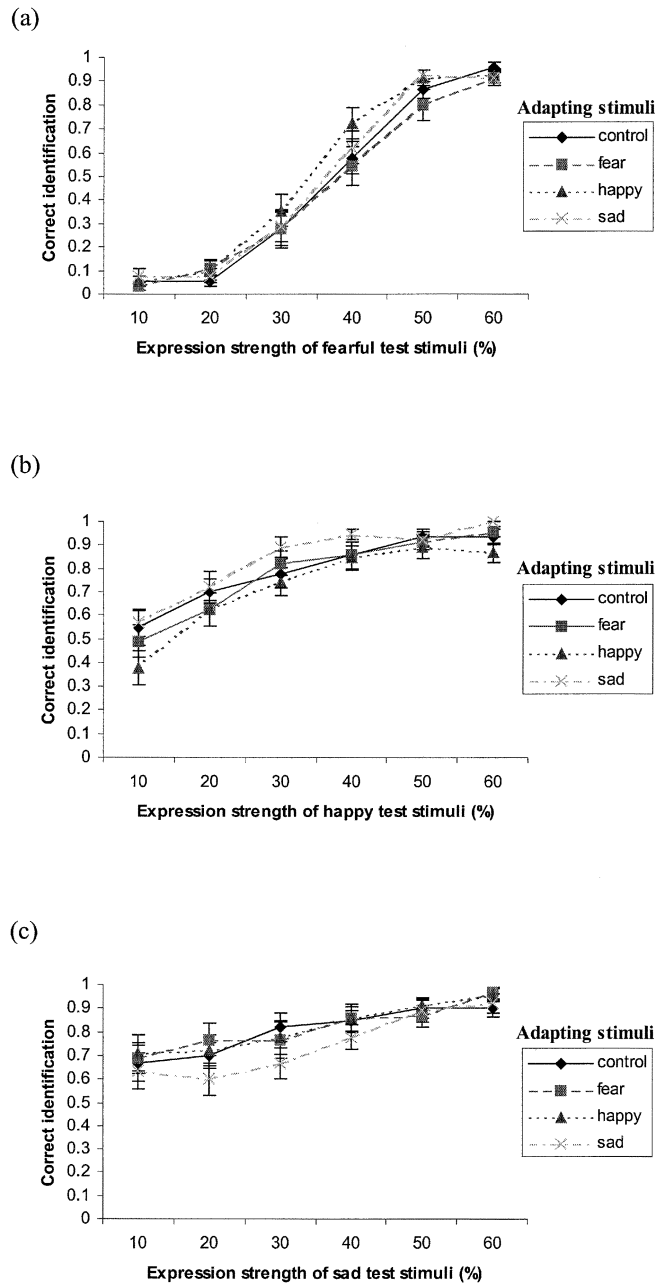 (a)
1
0.9
0.8
0.7
0.6
0.5
0.4
0.3
0.2
0.1
0
Correct identification
10 20 30 40 50 60
Expression strength of fearful test stimuli (%)
Adapting stimuli
control
fear
happy
sad
(b)
1
0.9
0.8
0.7
0.6
0.5
0.4
0.3
0.2
0.1
0
Correct identification
10 20 30 40 50 60
Expression strength of happy test stimuli (%)
Adapting stimuli
control
fear
happy
sad
(c)
1
0.9
0.8
0.7
0.6
0.5
0.4
0.3
0.2
0.1
0
Correct identification
10 20 30 40 50 60
Expression strength of sad test stimuli (%)
Adapting stimuli
control
fear
happy
sad